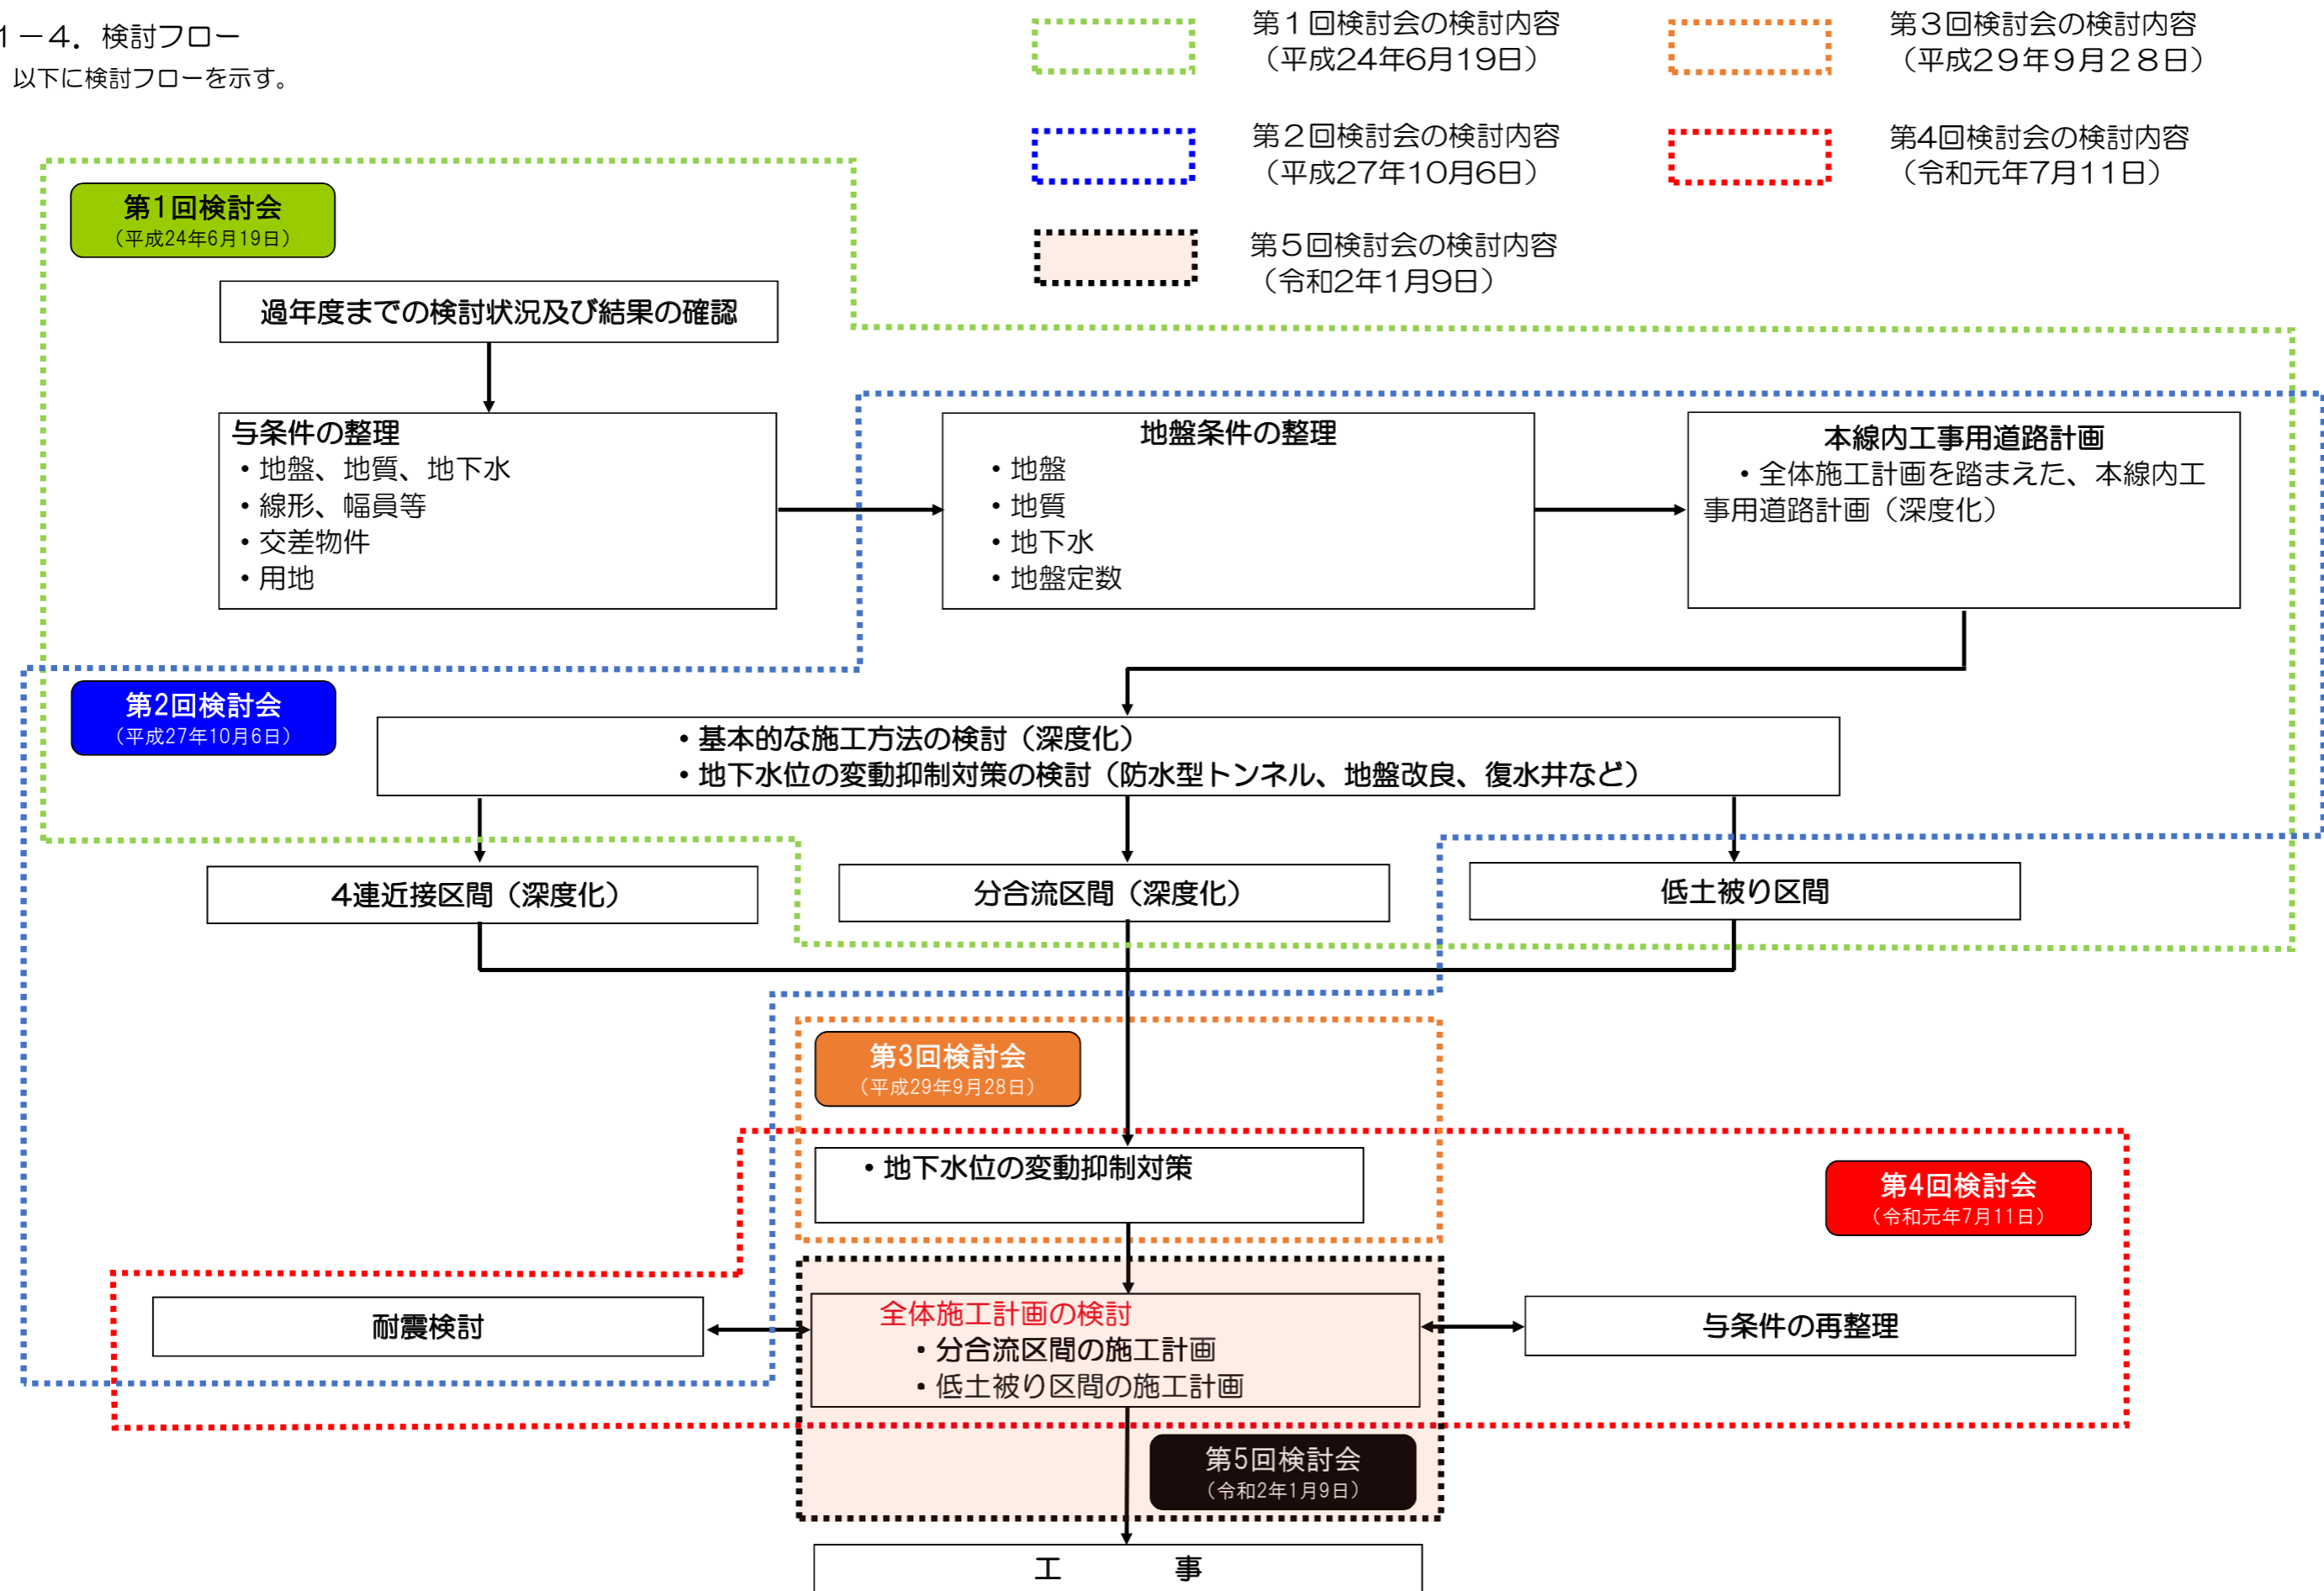 1－4．検討フロー
以下に検討フローを示す。
第１回検討会の検討内容
（平成24年6月19日）
第３回検討会の検討内容
（平成２９年９月２８日）
第２回検討会の検討内容
（平成27年10月6日）
第4回検討会の検討内容
（令和元年7月11日）
第５回検討会の検討内容
（令和2年１月9日）
第1回検討会
（平成24年6月19日）
過年度までの検討状況及び結果の確認
与条件の整理
・地盤、地質、地下水
・線形、幅員等
・交差物件
・用地
地盤条件の整理
・地盤
・地質
・地下水
・地盤定数
本線内工事用道路計画
・全体施工計画を踏まえた、本線内工
事用道路計画（深度化）
第2回検討会
（平成27年10月6日）
・基本的な施工方法の検討（深度化）
・地下水位の変動抑制対策の検討（防水型トンネル、地盤改良、復水井など）
4連近接区間（深度化）
分合流区間（深度化）
低土被り区間
第3回検討会
（平成29年9月28日）
・地下水位の変動抑制対策
第4回検討会
（令和元年7月11日）
耐震検討
全体施工計画の検討
・分合流区間の施工計画
・低土被り区間の施工計画
与条件の再整理
第5回検討会
（令和2年1月9日）
工　　　事